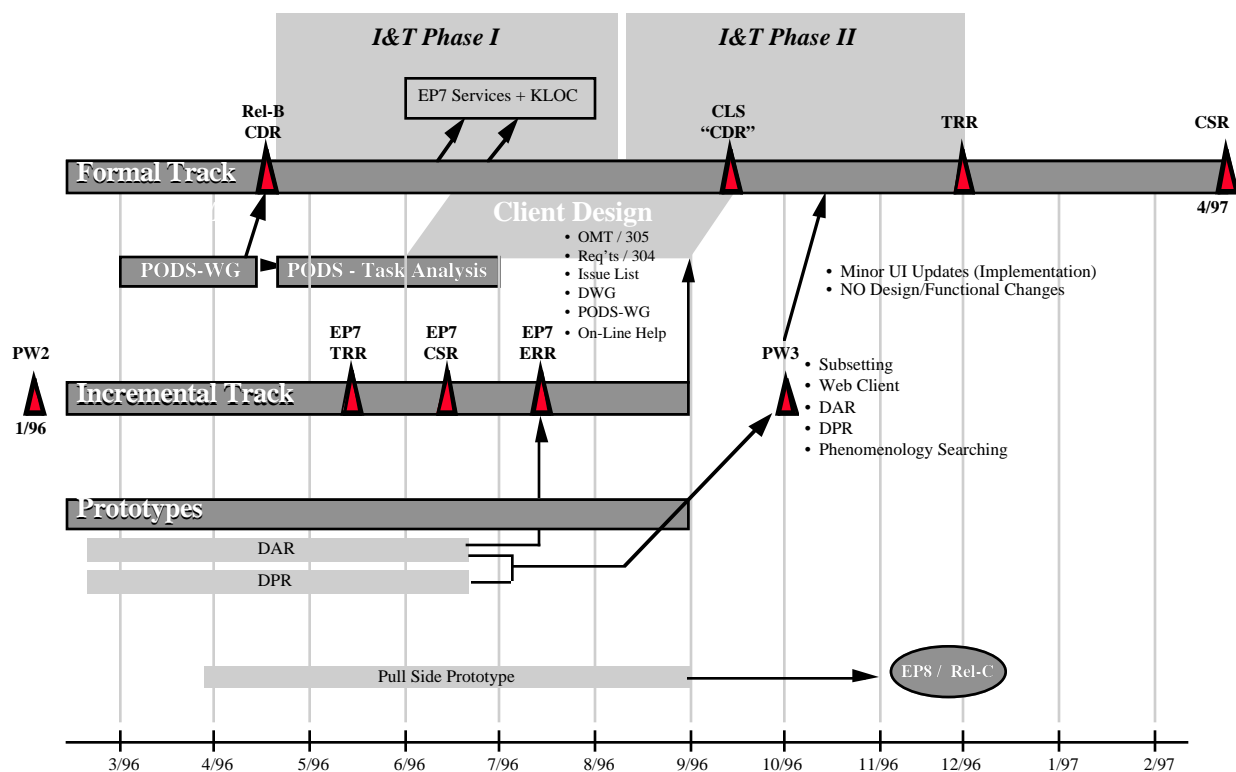 I&T Phase I
I&T Phase II
EP7 Services + KLOC
Rel-B
CDR
CLS
“CDR”
TRR
CSR
Formal Track
4/97
Client Design
• OMT / 305
• Req'ts / 304
• Issue List
• DWG
• PODS-WG
• On-Line Help
PODS-WG
PODS - Task Analysis
• Minor UI Updates (Implementation)
• NO Design/Functional Changes
PW2
1/96
EP7
TRR
EP7
CSR
EP7
ERR
PW3
Incremental Track
• Subsetting
• Web Client
• DAR
• DPR
• Phenomenology Searching
Prototypes
DAR
DPR
Pull Side Prototype
EP8 / Rel-C
3/96
4/96
5/96
6/96
7/96
8/96
9/96
10/96
11/96
12/96
1/97
2/97